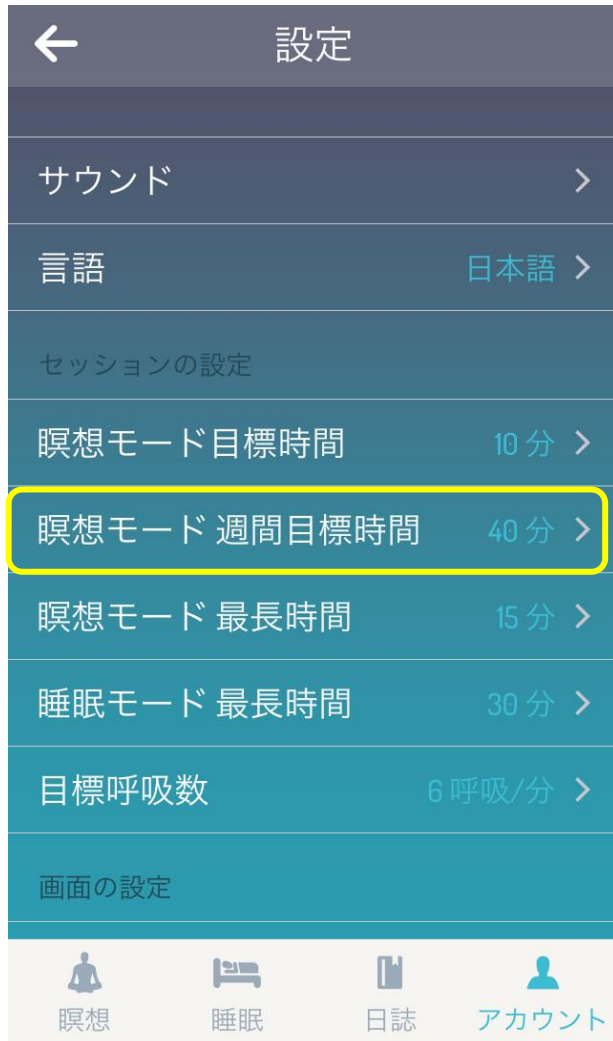 設定
サウンド
言語 日本語
セッションの設定
瞑想モード目標時間 10 分
瞑想モード 週間目標時間 40 分
瞑想モード 最長時間 15 分
睡眠モード 最長時間 30 分
目標呼吸数 6 呼吸/分
画面の設定
瞑想 睡眠 日誌 アカウント